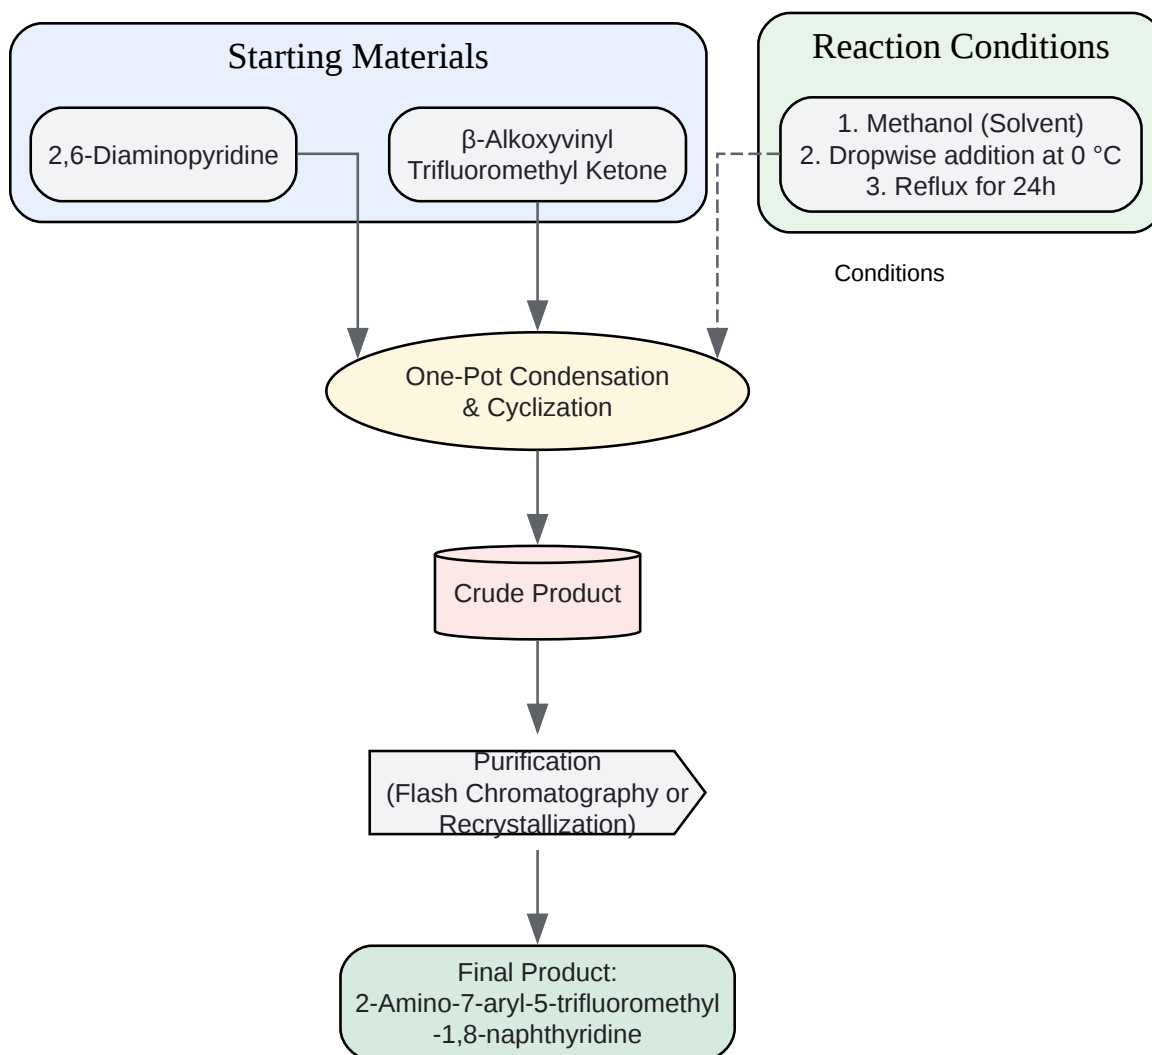 Starting Materials
2,6-Diaminopyridine
β-Alkoxyvinyl
Trifluoromethyl Ketone
Reaction Conditions
1. Methanol (Solvent)
2. Dropwise addition at 0 °C
3. Reflux for 24h
Conditions
One-Pot Condensation
& Cyclization
Crude Product
Purification
(Flash Chromatography or
Recrystallization)
Final Product:
2-Amino-7-aryl-5-trifluoromethyl
-1,8-naphthyridine